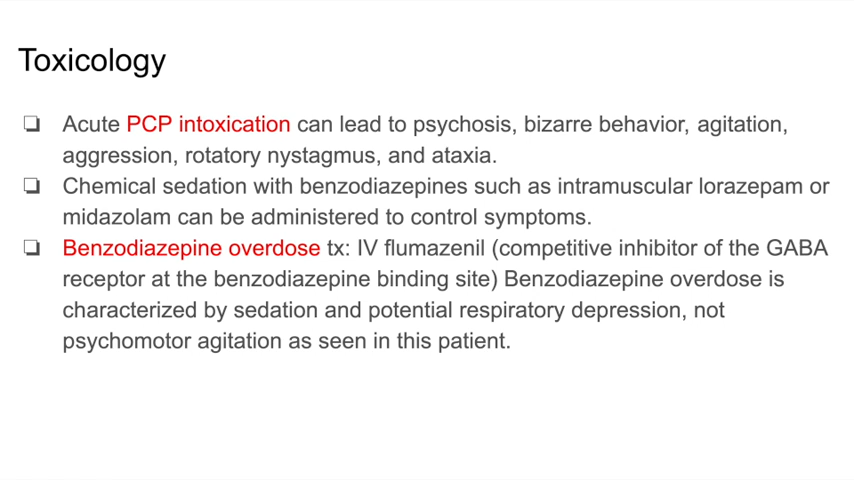 Toxicology
❏ Acute PCP intoxication can lead to psychosis, bizarre behavior, agitation,
aggression, rotatory nystagmus, and ataxia.
❏ Chemical sedation with benzodiazepines such as intramuscular lorazepam or
midazolam can be administered to control symptoms.
❏ Benzodiazepine overdose tx: IV flumazenil (competitive inhibitor of the GABA
receptor at the benzodiazepine binding site) Benzodiazepine overdose is
characterized by sedation and potential respiratory depression, not
psychomotor agitation as seen in this patient.